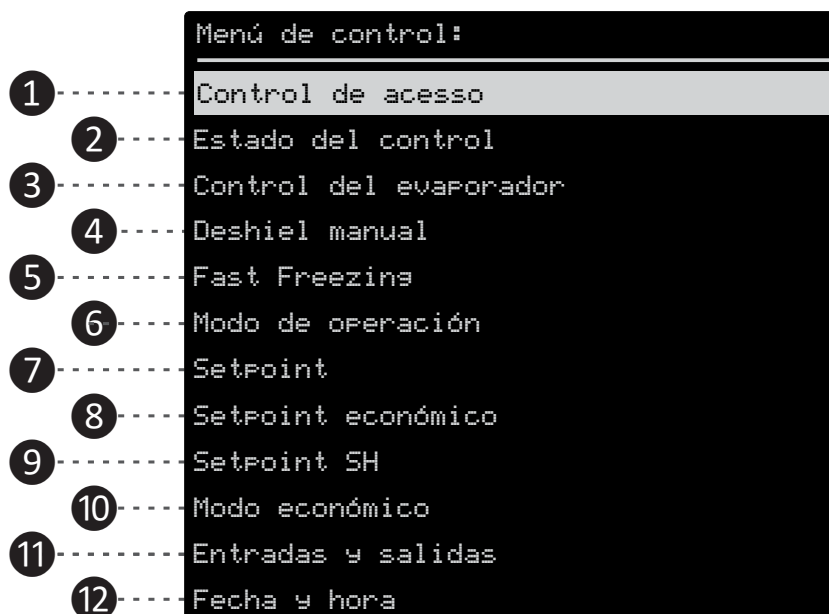 Menú de control:
1 Control de acesso
2 Estado del control
3 Control del evaporador
4 Deshiel manual
5 Fast Freezing
6 Modo de operación
7 Setpoint
8 Setpoint económico
9 Setpoint SH
10 Modo económico
11 Entradas y salidas
12 Fecha y hora